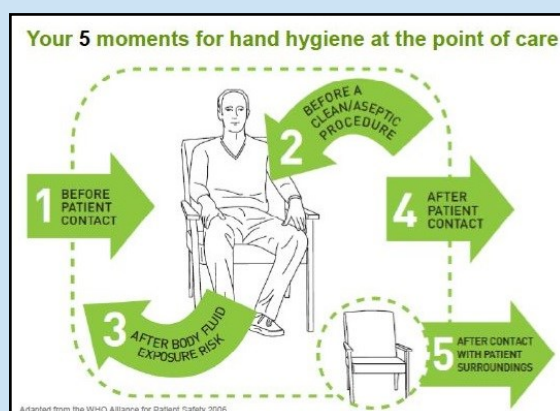 Your 5 moments for hand hygiene at the point of care
1 BEFORE
PATIENT
CONTACT
2 BEFORE A
CLEAN/ASEPTIC
PROCEDURE
3 AFTER BODY FLUID
EXPOSURE RISK
4 AFTER
PATIENT
CONTACT
5 AFTER CONTACT
WITH PATIENT
SURROUNDINGS
Adapted from the WHO Alliance for Patient Safety 2006